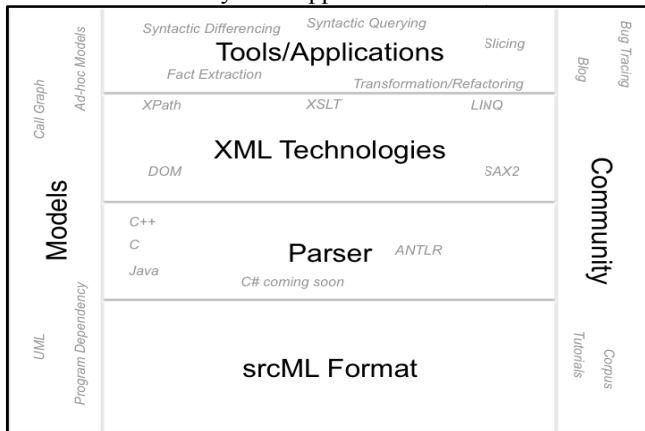 Syntactic Differencing
Syntactic Querying
Tools/Applications
Slicing
Fact Extraction
Transformation/Refactoring
XPath
XSLT
LINQ
XML Technologies
DOM
SAX2
C++
C
Java
Parser
ANTLR
C# coming soon
srcML Format
Call Graph
Ad-hoc Models
Models
UML
Program Dependency
Bug Tracing
Blog
Community
Tutorials
Corpus